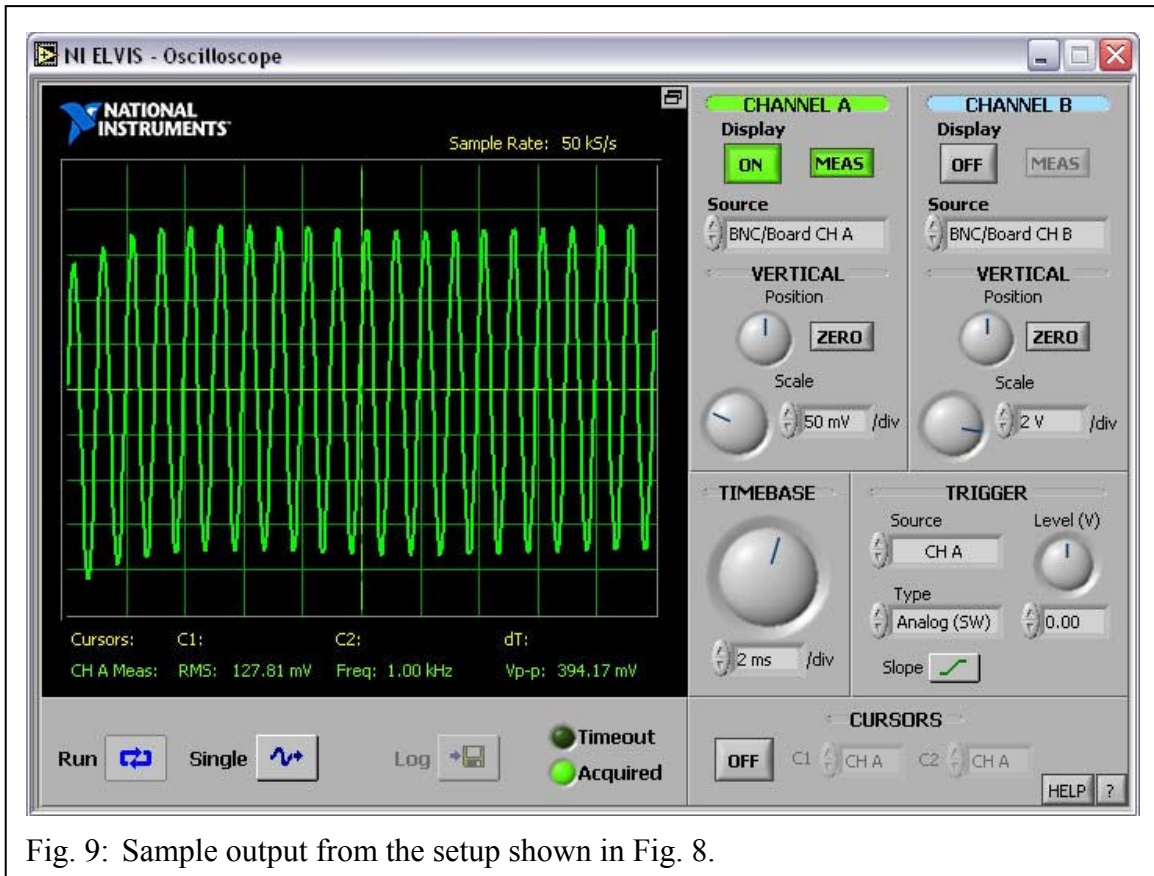 NI ELVIS - Oscilloscope
NATIONAL
INSTRUMENTS
Sample Rate: 50 kS/s
Cursors: C1: C2: dT:
CH A Meas: RMS: 127.81 mV Freq: 1.00 kHz Vp-p: 394.17 mV
Run Single Log
Timeout
Acquired
CHANNEL A
Display
ON MEAS
Source
BNC/Board CH A
VERTICAL
Position
ZERO
Scale
50 mV /div
CHANNEL B
Display
OFF MEAS
Source
BNC/Board CH B
VERTICAL
Position
ZERO
Scale
2 V /div
TIMEBASE
2 ms /div
TRIGGER
Source
CH A
Type
Analog (SW)
Slope
Level (V)
0.00
CURSORS
OFF C1 CH A C2 CH A
HELP ?
Fig. 9: Sample output from the setup shown in Fig. 8.